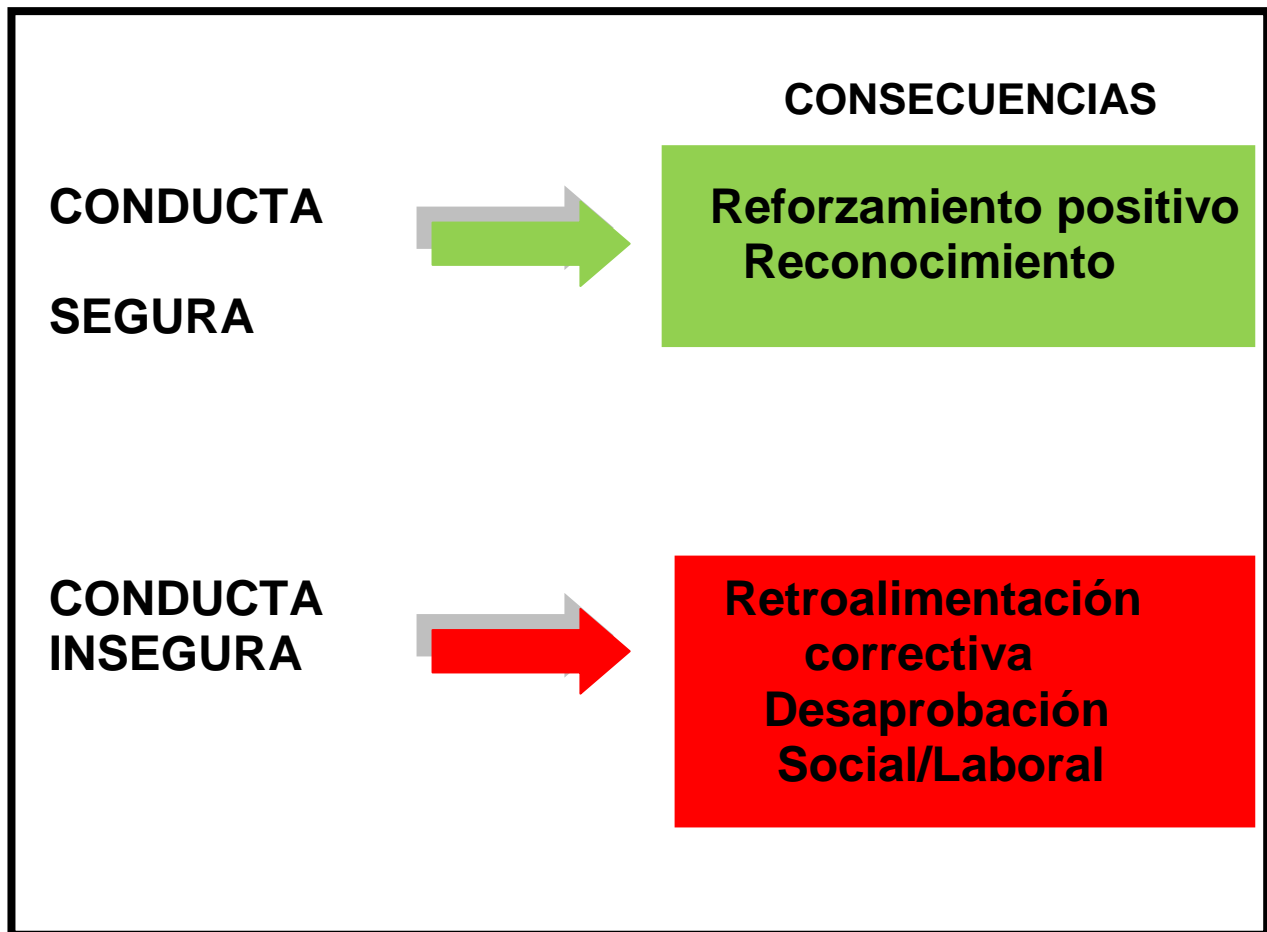 CONSECUENCIAS
CONDUCTA
SEGURA
Reforzamiento positivo
Reconocimiento
CONDUCTA
INSEGURA
Retroalimentación
correctiva
Desaprobación
Social/Laboral